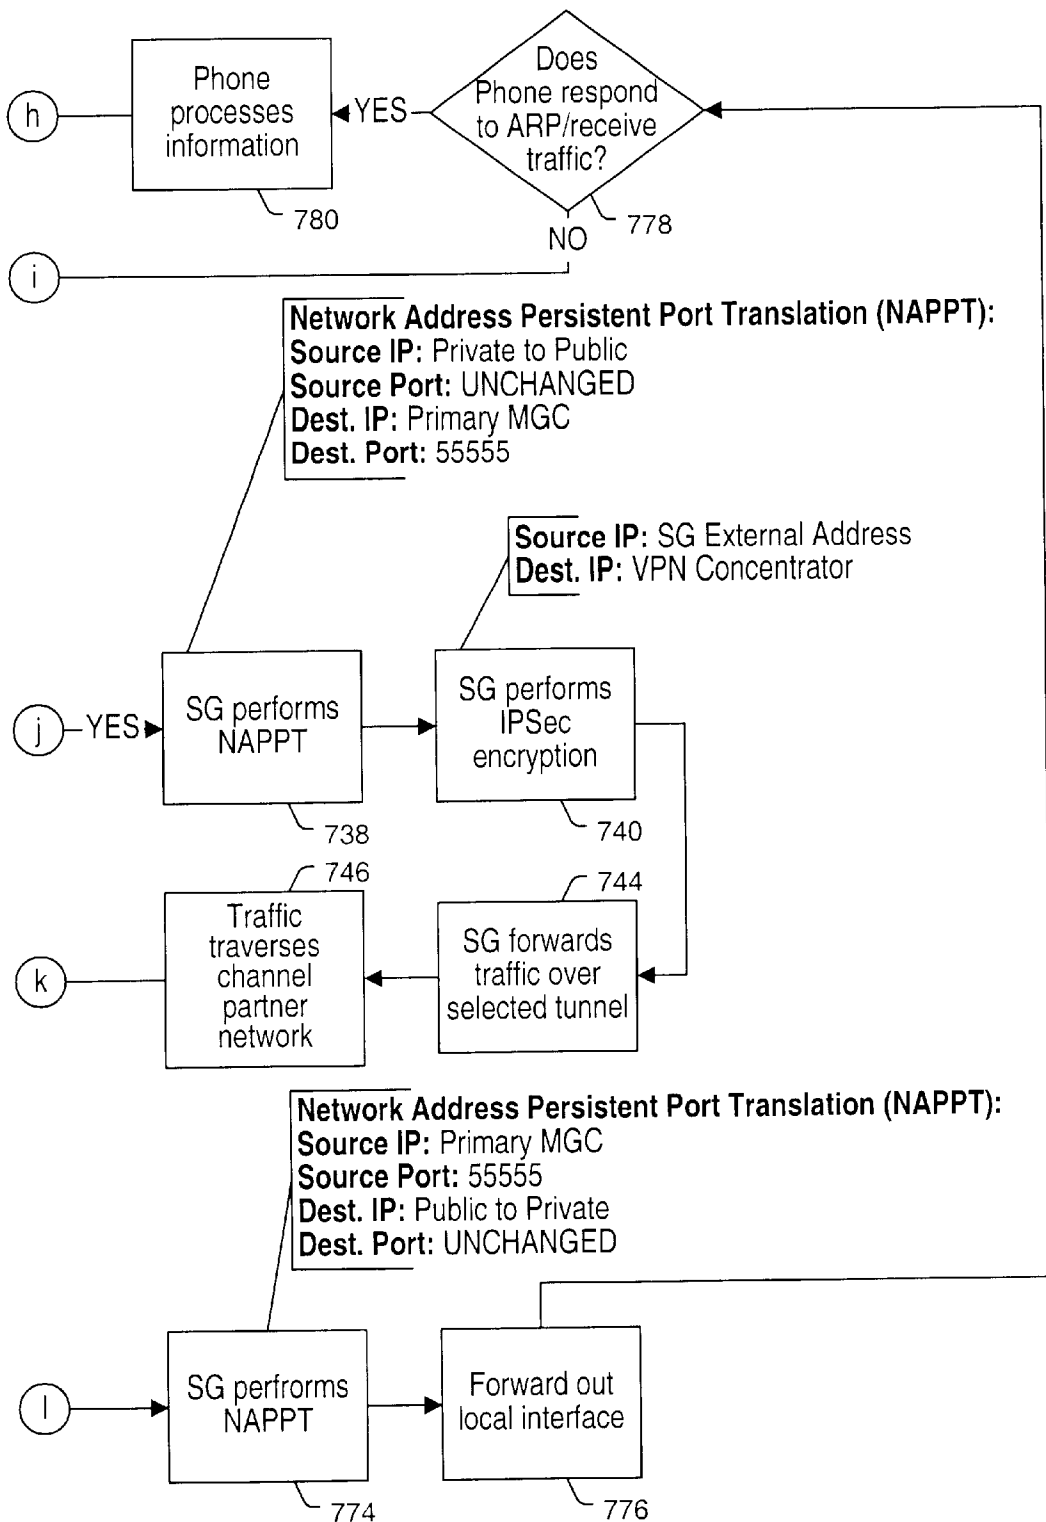 h
Phone
processes
information
780
YES
Does
Phone respond
to ARP/receive
traffic?
778
NO
i
Network Address Persistent Port Translation (NAPPT):
Source IP: Private to Public
Source Port: UNCHANGED
Dest. IP: Primary MGC
Dest. Port: 55555
Source IP: SG External Address
Dest. IP: VPN Concentrator
j
YES
SG performs
NAPPT
738
SG performs
IPSec
encryption
740
746
Traffic
traverses
channel
partner
network
k
744
SG forwards
traffic over
selected tunnel
Network Address Persistent Port Translation (NAPPT):
Source IP: Primary MGC
Source Port: 55555
Dest. IP: Public to Private
Dest. Port: UNCHANGED
l
SG perfrorms
NAPPT
774
Forward out
local interface
776